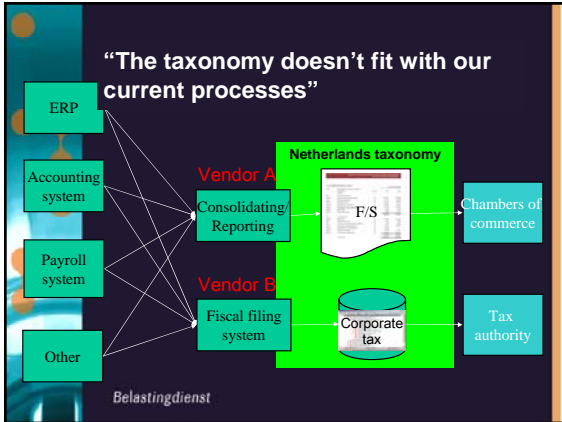 “The taxonomy doesn’t fit with our
current processes”
ERP
Accounting
system
Payroll
system
Other
Vendor A
Consolidating/
Reporting
Vendor B
Fiscal filing
system
Netherlands taxonomy
F/S
Corporate
tax
Chambers of
commerce
Tax
authority
Belastingdienst